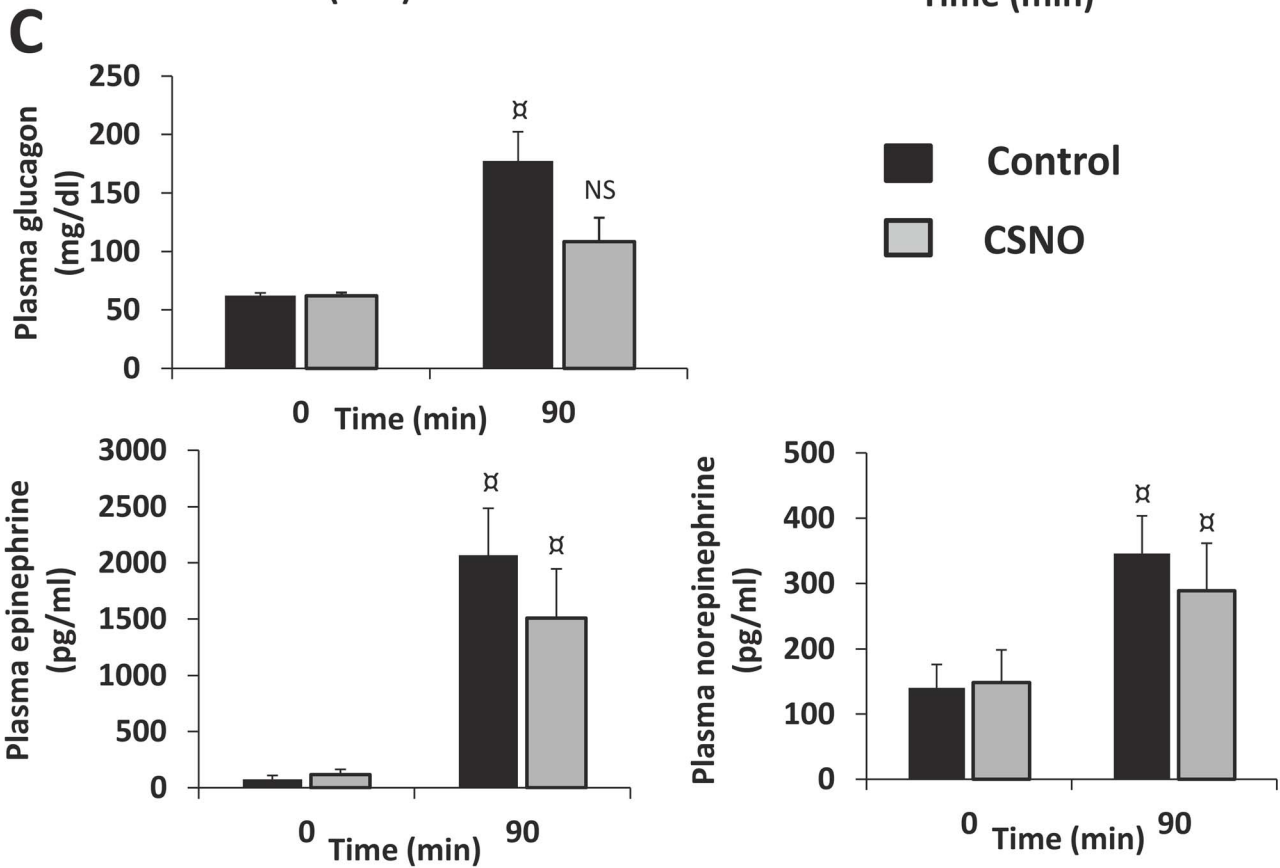 Time (min)
C
Plasma glucagon
(mg/dl)
250
200
150
100
50
0
¤
NS
0 Time (min) 90
Control
CSNO
Plasma epinephrine
(pg/ml)
3000
2500
2000
1500
1000
500
0
¤
¤
0 Time (min) 90
Plasma norepinephrine
(pg/ml)
500
400
300
200
100
0
¤
¤
0 Time (min) 90